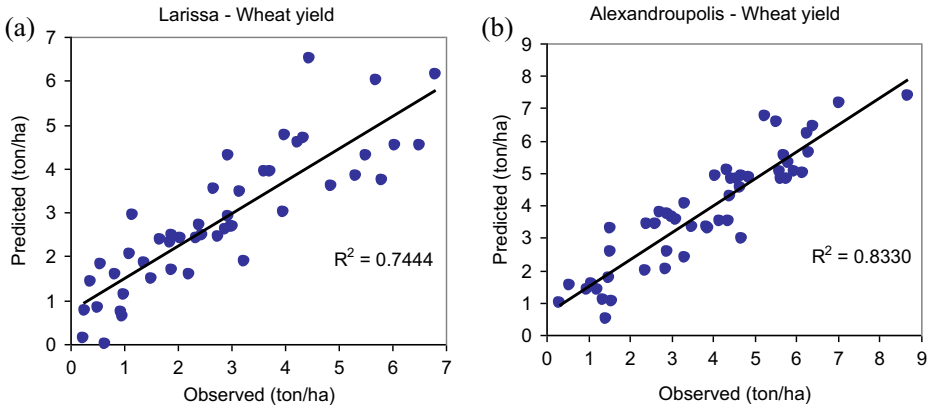 (a)
Larissa - Wheat yield
7
6
5
4
3
2
1
0
Predicted (ton/ha)
R² = 0.7444
0 1 2 3 4 5 6 7
Observed (ton/ha)
(b)
Alexandroupolis - Wheat yield
9
8
7
6
5
4
3
2
1
0
Predicted (ton/ha)
R² = 0.8330
0 1 2 3 4 5 6 7 8 9
Observed (ton/ha)